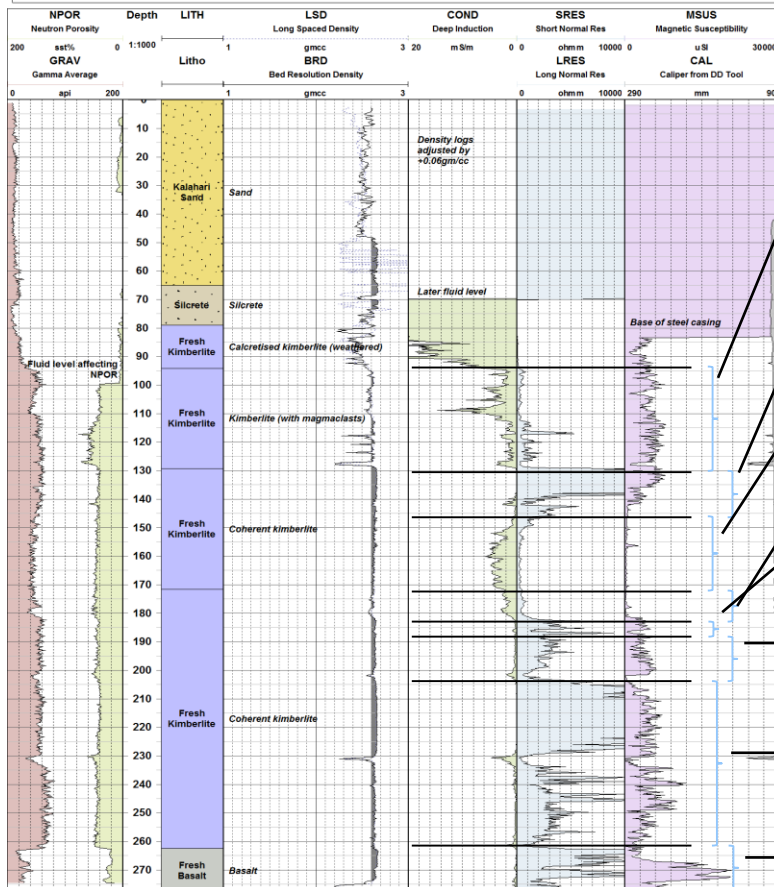 NPOR Depth LITH LSD COND SRES MSUS
Neutron Porosity Long Spaced Density Deep Induction Short Normal Res Magnetic Susceptibility
200 sst% 0 1:1000 1 gmcc 3 20 mS/m 0 0 ohmm 10000 0 uSI 30000
GRAV Litho BRD LRES CAL
Gamma Average Bed Resolution Density Long Normal Res Caliper from DD Tool
0 api 200 1 gmcc 3 0 ohmm 10000 290 mm 90
0
10
Density logs
adjusted by
+0.06gm/cc
20
30
Kalahari
Sand
Sand
40
50
60
Later fluid level
70
Silcrete Silcrete
Base of steel casing
80
Fresh
Kimberlite
Calcretised kimberlite (weathered)
90
Fluid level affecting
NPOR
100
110
Fresh
Kimberlite
Kimberlite (with magmaclasts)
120
130
140
150
Fresh
Kimberlite
Coherent kimberlite
160
170
180
190
200
210
Fresh
Kimberlite
Coherent kimberlite
220
230
240
250
260
Fresh
Basalt
Basalt
270